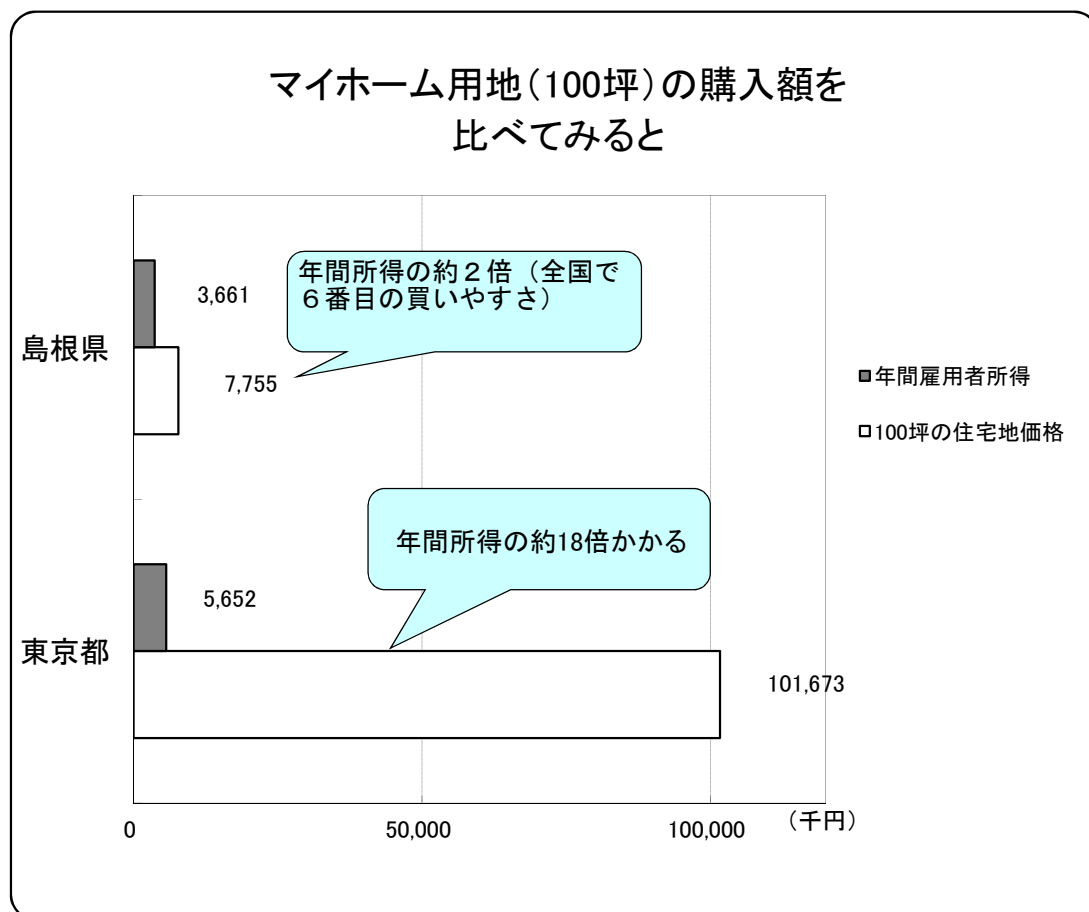 マイホーム用地（100坪）の購入額を
比べてみると
年間所得の約２倍（全国で
６番目の買いやすさ）
3,661
島根県
7,755
年間雇用者所得
100坪の住宅地価格
年間所得の約18倍かかる
5,652
東京都
101,673
0
50,000
100,000
（千円）